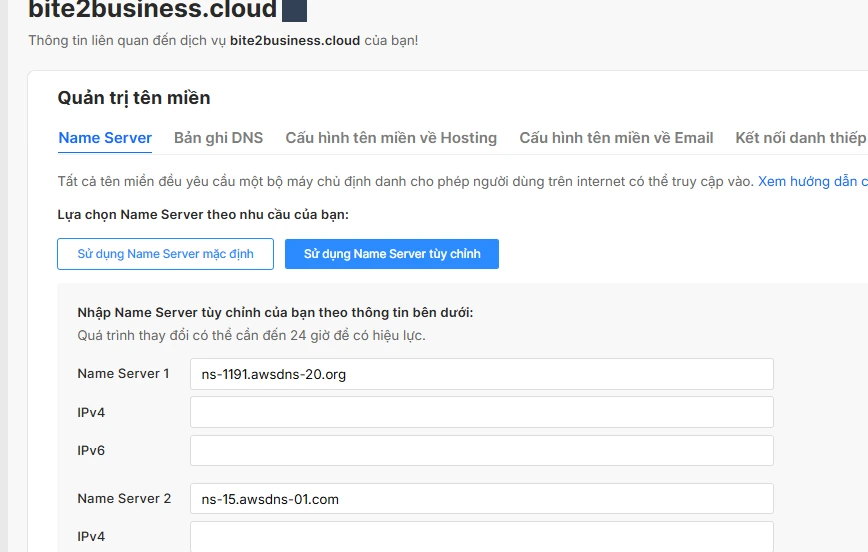 bite2business.cloud
Thông tin liên quan đến dịch vụ bite2business.cloud của bạn!
Quản trị tên miền
Name Server Bản ghi DNS Cấu hình tên miền về Hosting Cấu hình tên miền về Email Kết nối danh thiếp
Tất cả tên miền đều yêu cầu một bộ máy chủ định danh cho phép người dùng trên internet có thể truy cập vào. Xem hướng dẫn c
Lựa chọn Name Server theo nhu cầu của bạn:
Sử dụng Name Server mặc định Sử dụng Name Server tùy chỉnh
Nhập Name Server tùy chỉnh của bạn theo thông tin bên dưới:
Quá trình thay đổi có thể cần đến 24 giờ để có hiệu lực.
Name Server 1 ns-1191.awsdns-20.org
IPv4
IPv6
Name Server 2 ns-15.awsdns-01.com
IPv4